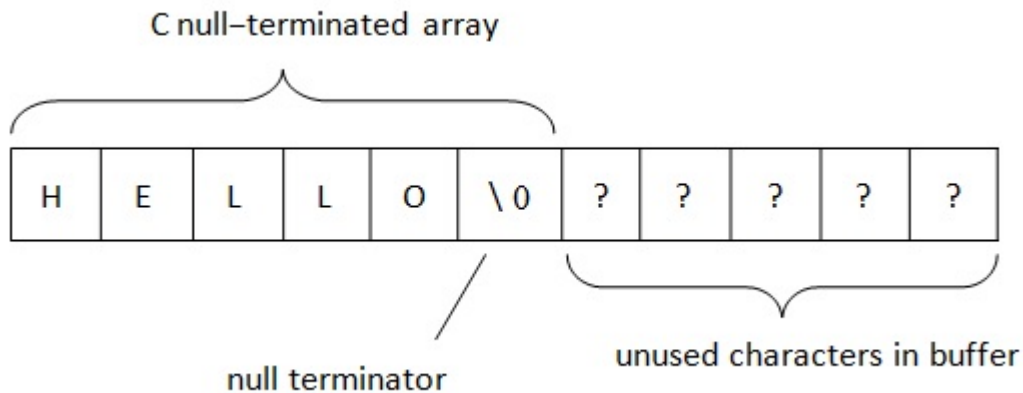 C null–terminated array
H E L L O \0 ? ? ? ? ?
unused characters in buffer
null terminator